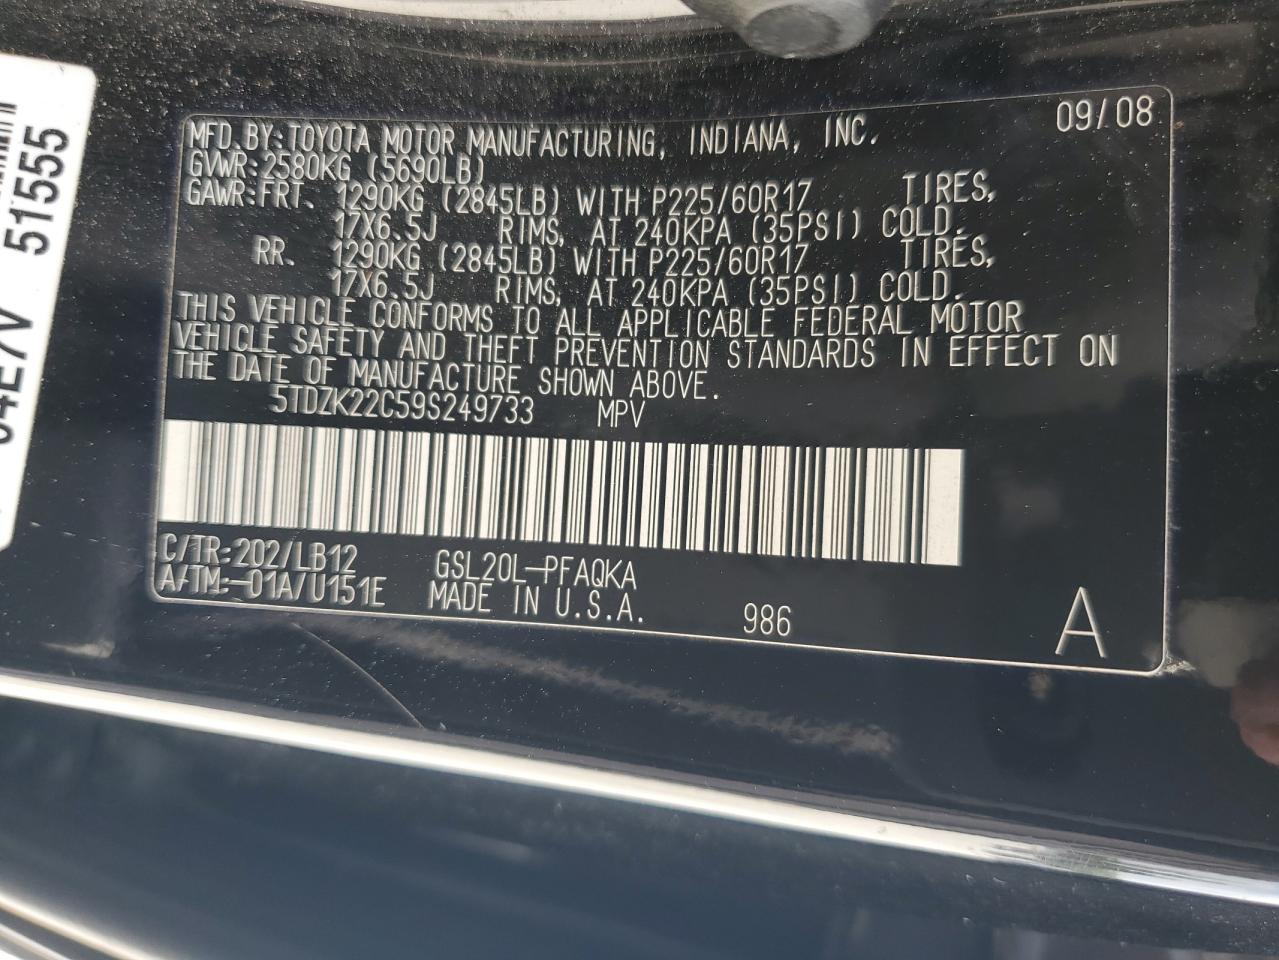 09/08
MFD.BY:TOYOTA MOTOR MANUFACTURING, INDIANA, INC.
GVWR:2580KG (5690LB)
GAWR:FRT. 1290KG (2845LB) WITH P225/60R17 TIRES,
17X6.5J RIMS, AT 240KPA (35PSI) COLD.
RR. 1290KG (2845LB) WITH P225/60R17 TIRES,
17X6.5J RIMS, AT 240KPA (35PSI) COLD.
THIS VEHICLE CONFORMS TO ALL APPLICABLE FEDERAL MOTOR
VEHICLE SAFETY AND THEFT PREVENTION STANDARDS IN EFFECT ON
THE DATE OF MANUFACTURE SHOWN ABOVE.
5TDZK22C59S249733 MPV
C/TR:202/LB12 GSL20L-PFAQKA
A/TM:-01A/U151E MADE IN U.S.A. 986 A
51555